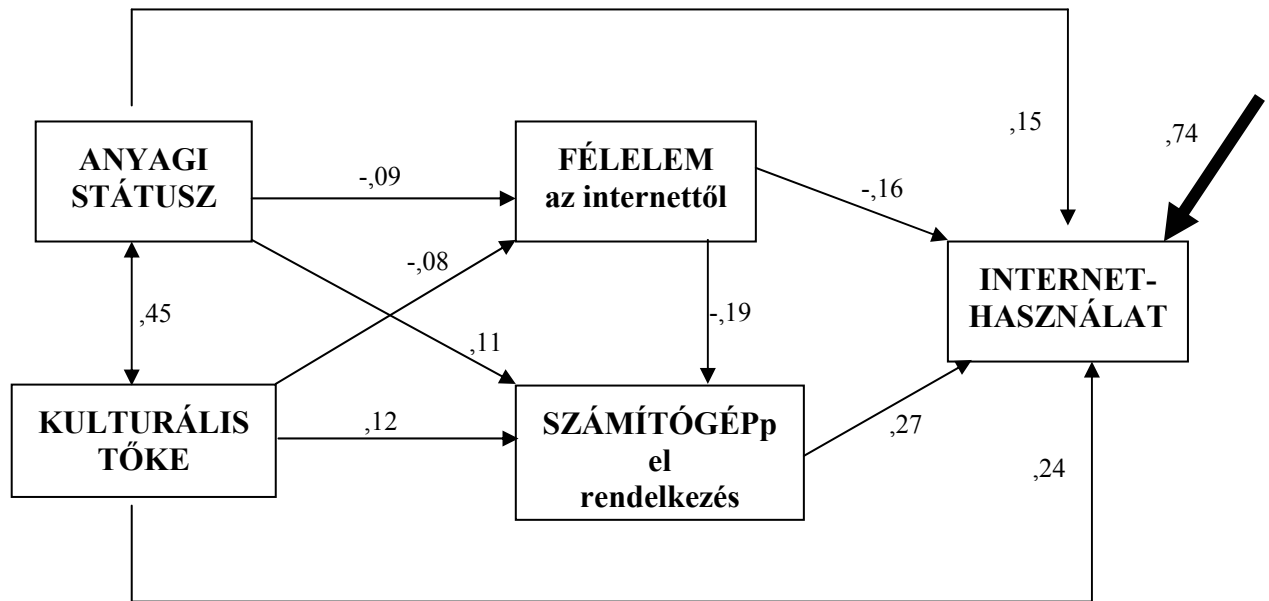 ,15
,74
ANYAGI
STÁTUSZ
-,09
FÉLELEM
az internettől
-,16
-,08
,45
,11
-,19
INTERNET-
HASZNÁLAT
KULTURÁLIS
TŐKE
,12
SZÁMÍTÓGÉPp
el
rendelkezés
,27
,24